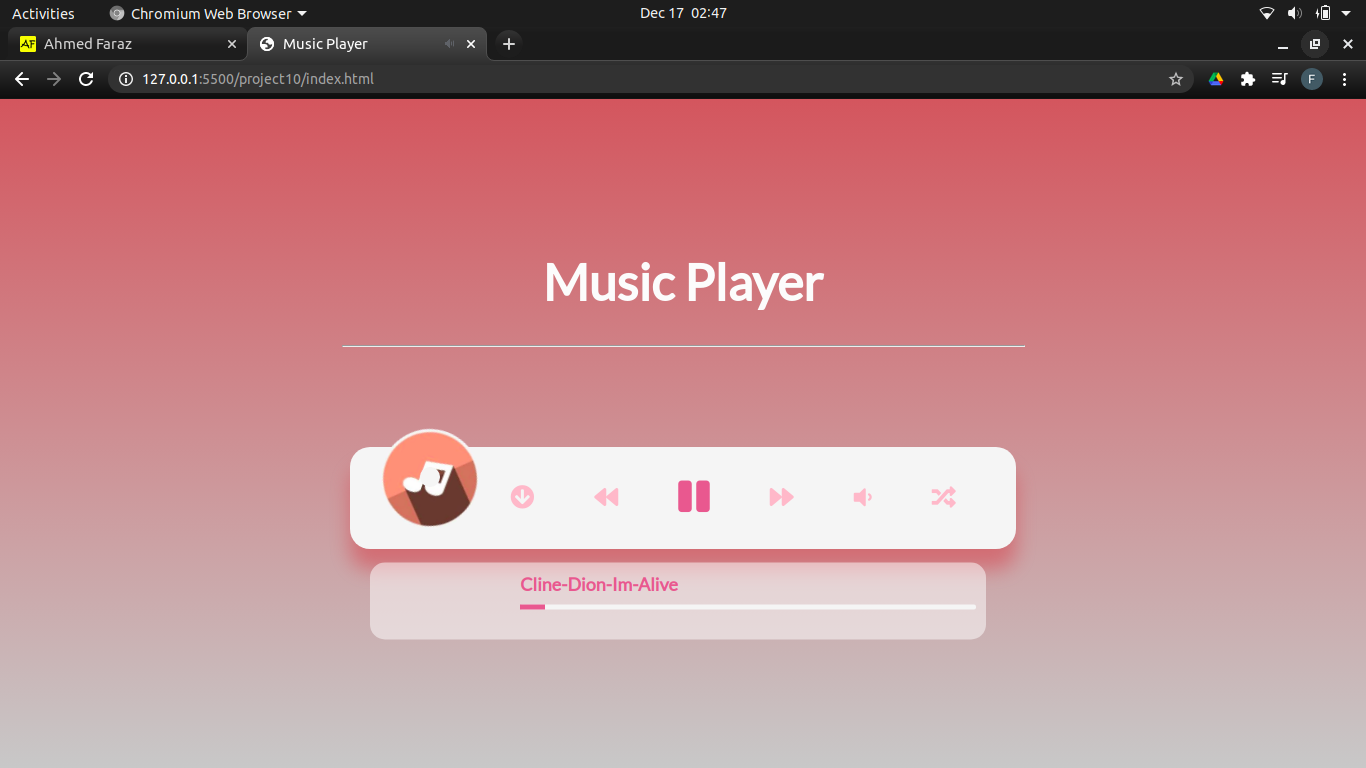 Activities
Chromium Web Browser
Dec 17 02:47
AF
Ahmed Faraz
Music Player
127.0.0.1:5500/project10/index.html
F
Music Player
Cline-Dion-Im-Alive